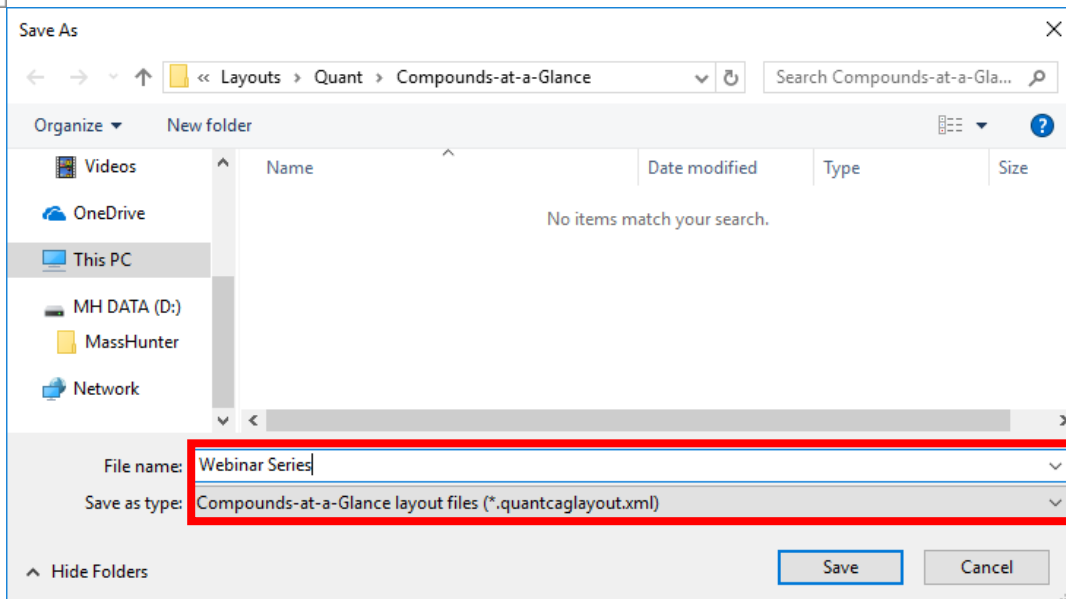 Save As
« Layouts › Quant › Compounds-at-a-Glance
Search Compounds-at-a-Gla...
Organize
New folder
?
Videos
OneDrive
This PC
MH DATA (D:)
MassHunter
Network
Name
Date modified
Type
Size
No items match your search.
File name: Webinar Series
Save as type: Compounds-at-a-Glance layout files (*.quantcaglayout.xml)
Hide Folders
Save
Cancel